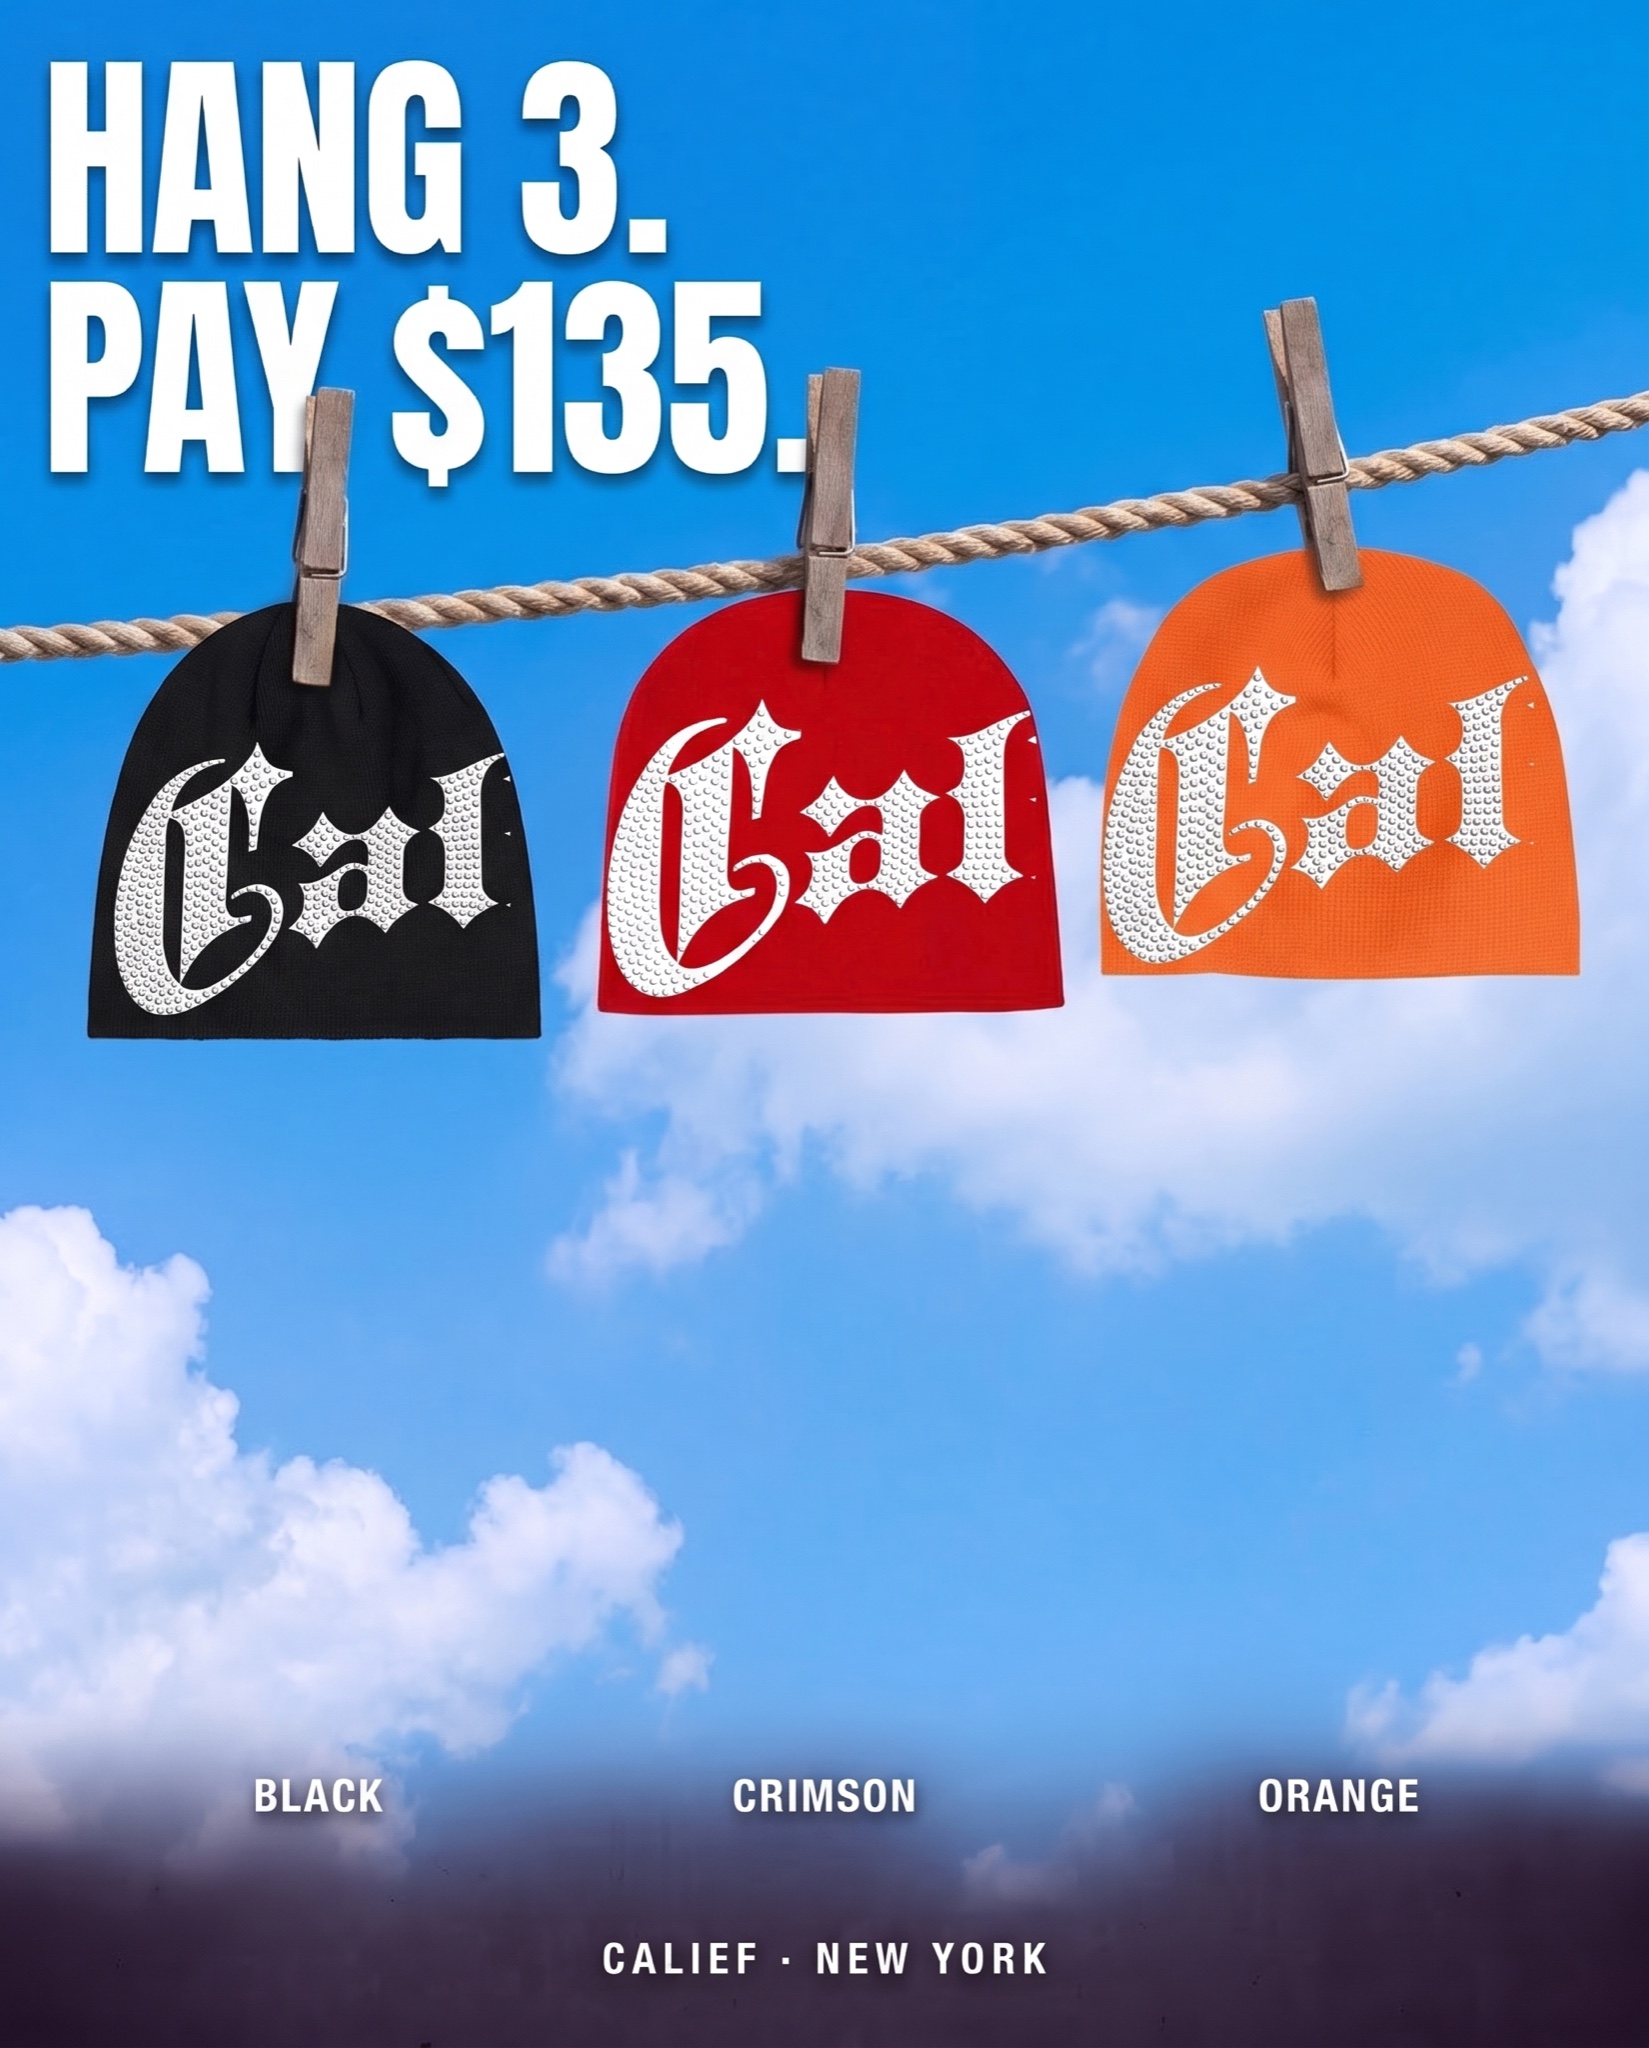 HANG 3.
PAY $135.
Cal
Cal
Cal
BLACK
CRIMSON
ORANGE
CALIEF · NEW YORK